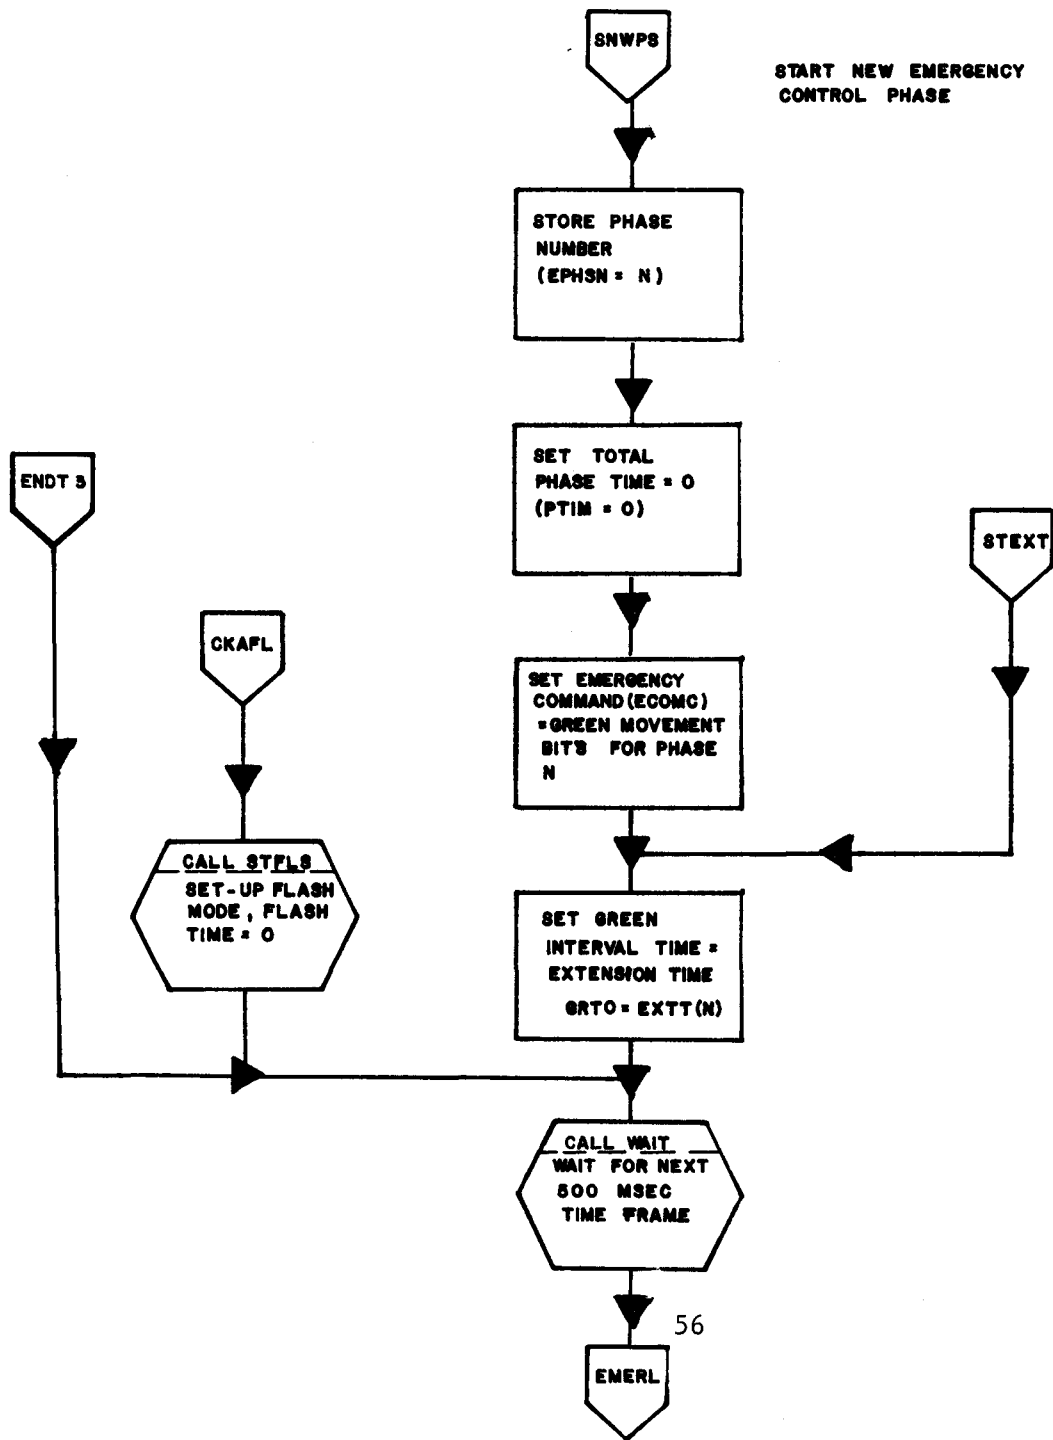 SNWPS
START NEW EMERGENCY
CONTROL PHASE
STORE PHASE
NUMBER
(EPHSN = N)
SET TOTAL
PHASE TIME = 0
(PTIM = 0)
ENDT 3
STEXT
CKAFL
SET EMERGENCY
COMMAND (ECOMC)
=GREEN MOVEMENT
BIT'S FOR PHASE
N
CALL STFLS
SET-UP FLASH
MODE, FLASH
TIME = 0
SET GREEN
INTERVAL TIME =
EXTENSION TIME
GRTO = EXTT(N)
CALL WAIT
WAIT FOR NEXT
500 MSEC
TIME FRAME
56
EMERL